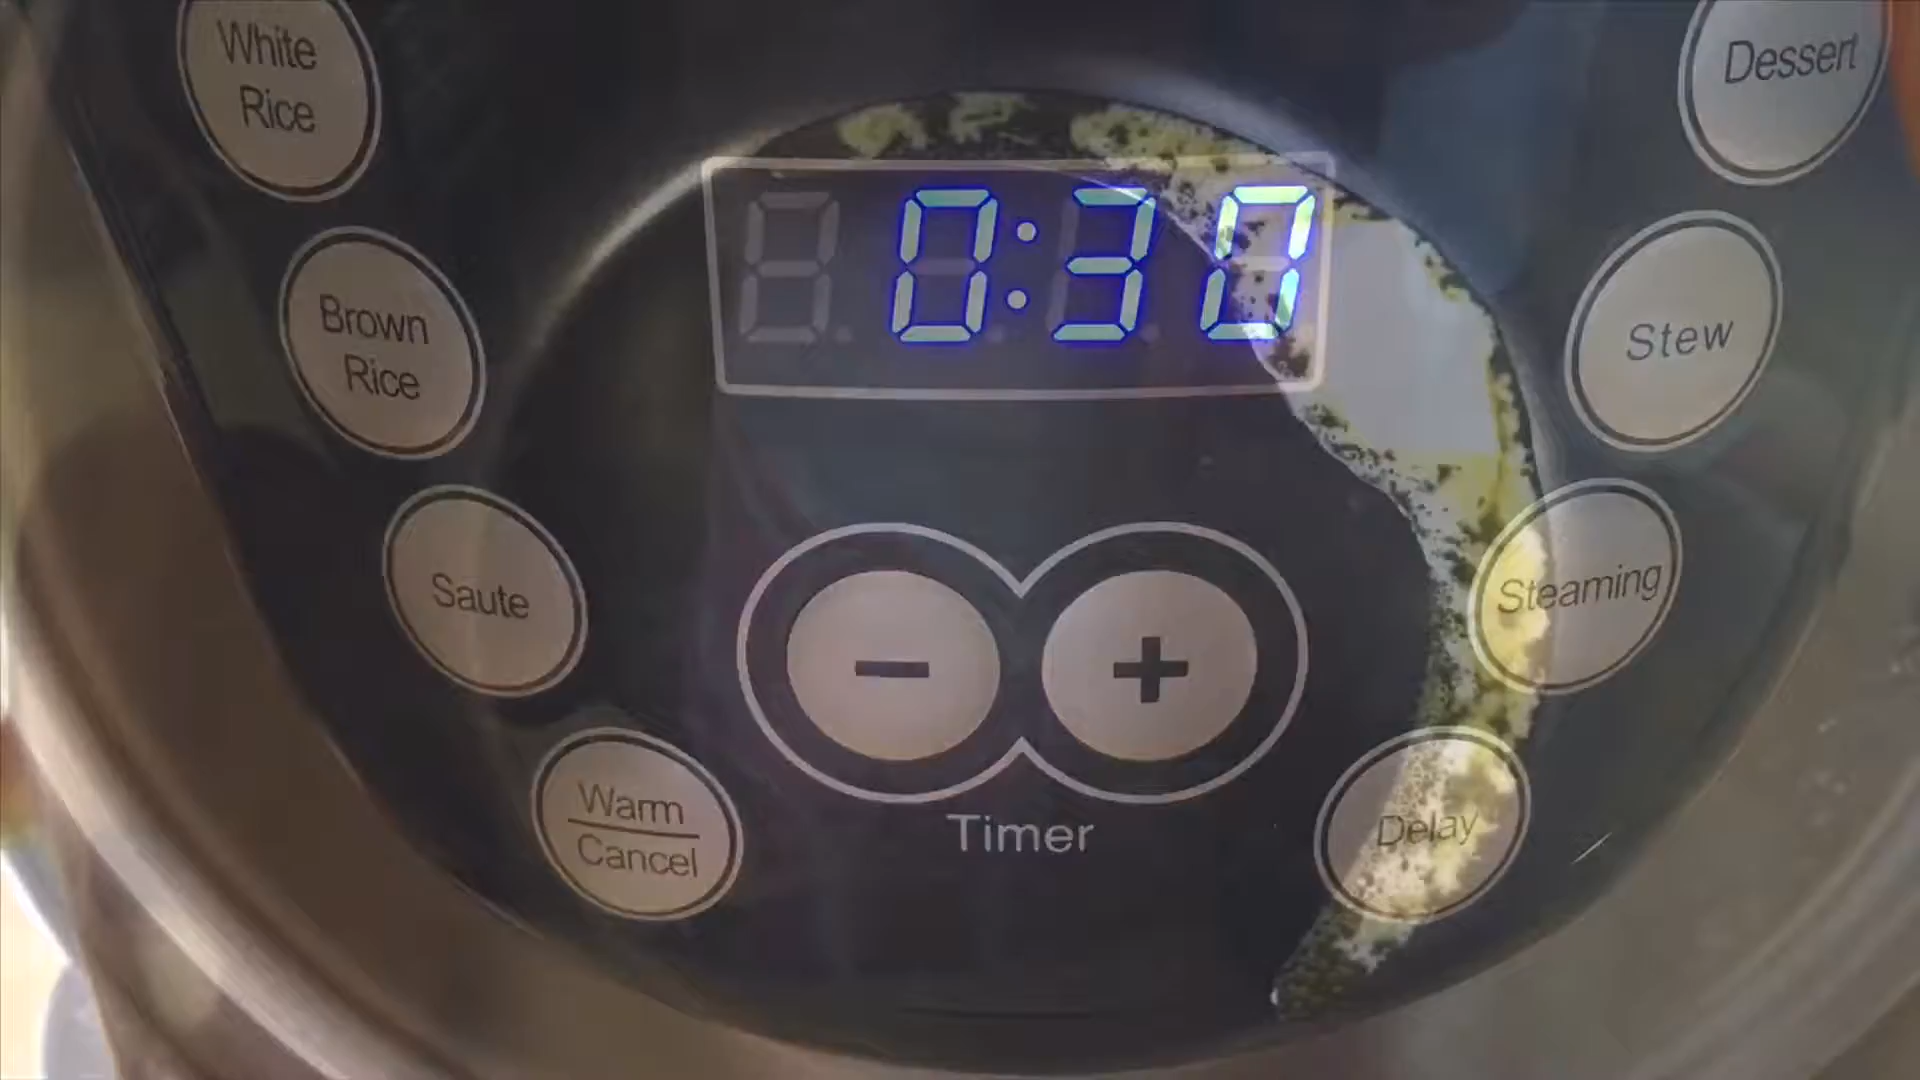 White
Rice
Dessert
0:30
Brown
Rice
Stew
Saute
Steaming
- +
Warm
Cancel
Timer
Delay